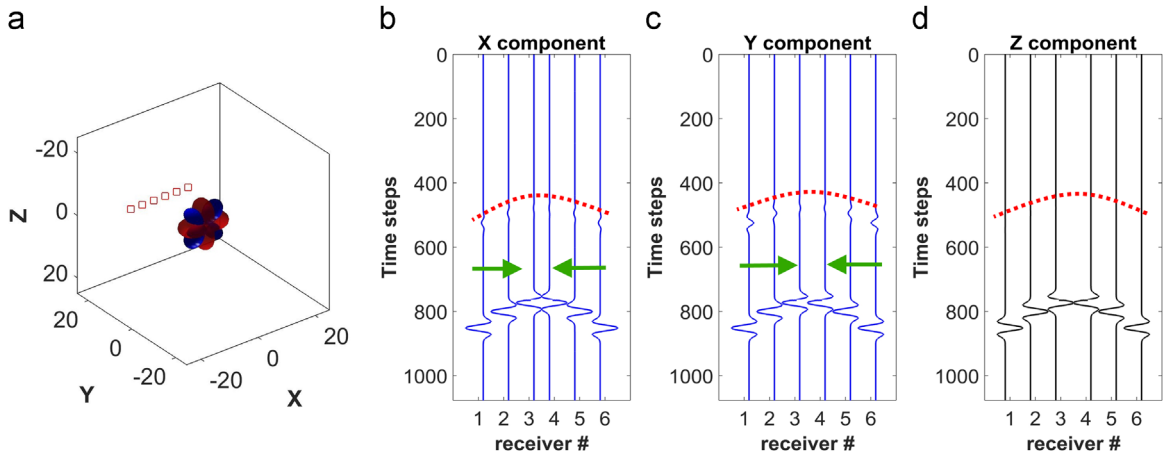 a
-20
0
20
Z
20
0
-20
Y
-20
0
20
X
b
X component
0
200
400
600
800
1000
Time steps
1 2 3 4 5 6
receiver #
c
Y component
0
200
400
600
800
1000
Time steps
1 2 3 4 5 6
receiver #
d
Z component
0
200
400
600
800
1000
Time steps
1 2 3 4 5 6
receiver #